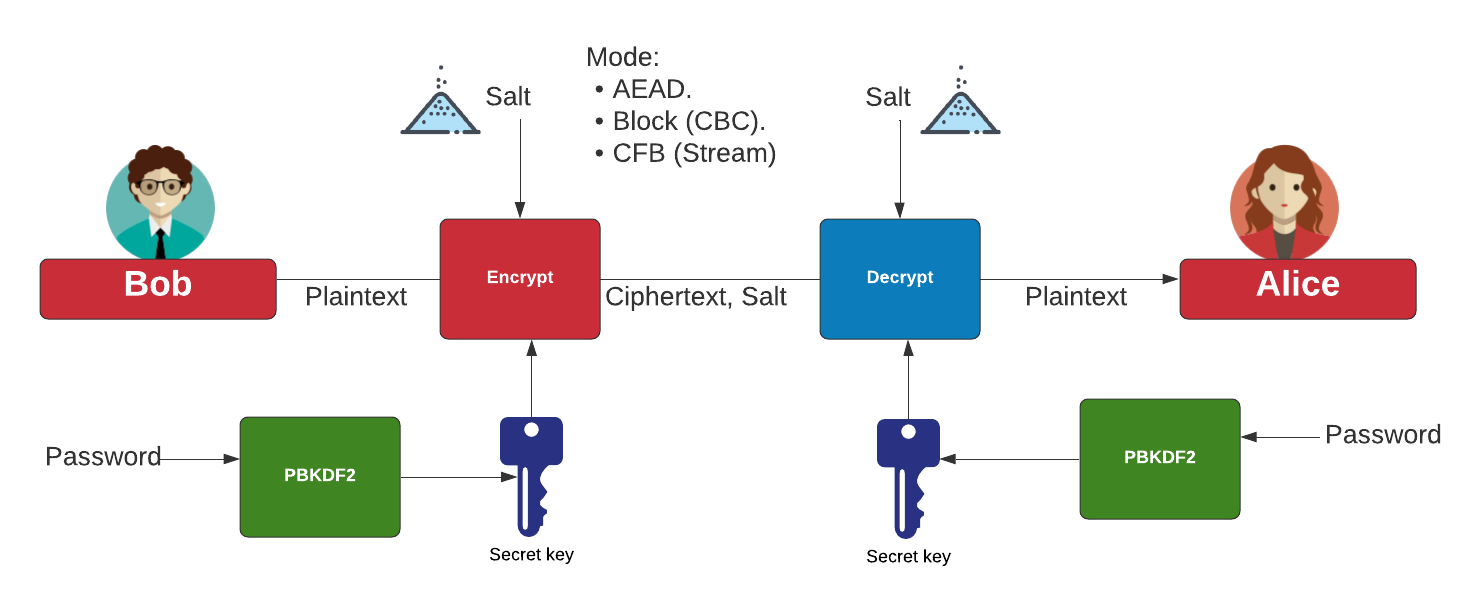 Mode:
• AEAD.
• Block (CBC).
• CFB (Stream)
Salt
Salt
Bob
Plaintext
Encrypt
Ciphertext, Salt
Decrypt
Plaintext
Alice
Password
PBKDF2
Secret key
Secret key
PBKDF2
Password